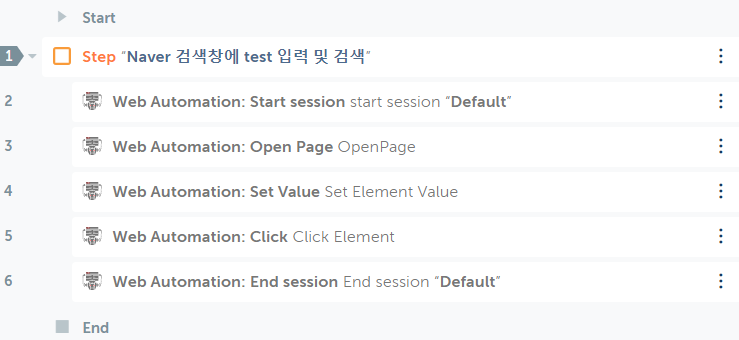 Start
1 Step “Naver 검색창에 test 입력 및 검색”
2 Web Automation: Start session start session “Default”
3 Web Automation: Open Page OpenPage
4 Web Automation: Set Value Set Element Value
5 Web Automation: Click Click Element
6 Web Automation: End session End session “Default”
End